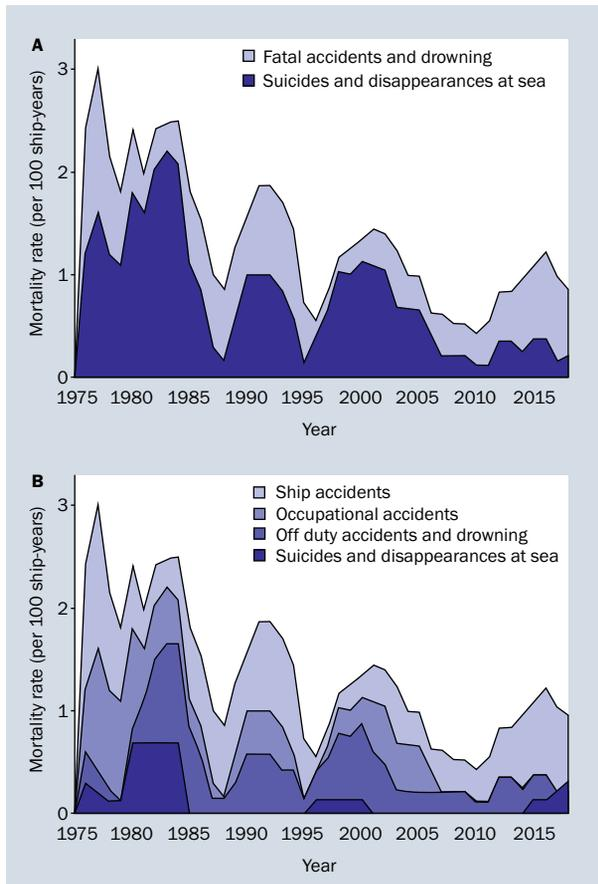 A
Fatal accidents and drowning
Suicides and disappearances at sea
Mortality rate (per 100 ship-years)
3
2
1
0
1975 1980 1985 1990 1995 2000 2005 2010 2015
Year
B
Ship accidents
Occupational accidents
Off duty accidents and drowning
Suicides and disappearances at sea
Mortality rate (per 100 ship-years)
3
2
1
0
1975 1980 1985 1990 1995 2000 2005 2010 2015
Year